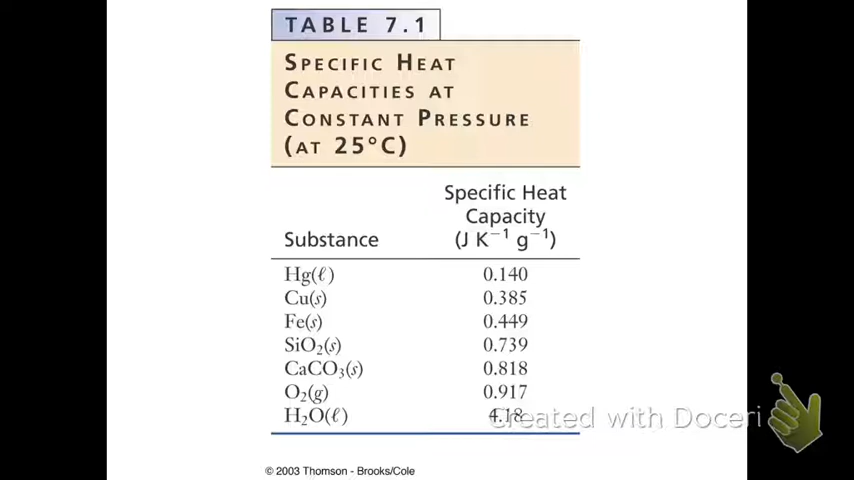 TABLE 7.1
SPECIFIC HEAT
CAPACITIES AT
CONSTANT PRESSURE
(AT 25°C)
Specific Heat
Capacity
Substance (J K⁻¹ g⁻¹)
Hg(ℓ) 0.140
Cu(s) 0.385
Fe(s) 0.449
SiO₂(s) 0.739
CaCO₃(s) 0.818
O₂(g) 0.917
H₂O(ℓ) 4.18
created with Doceri
© 2003 Thomson - Brooks/Cole